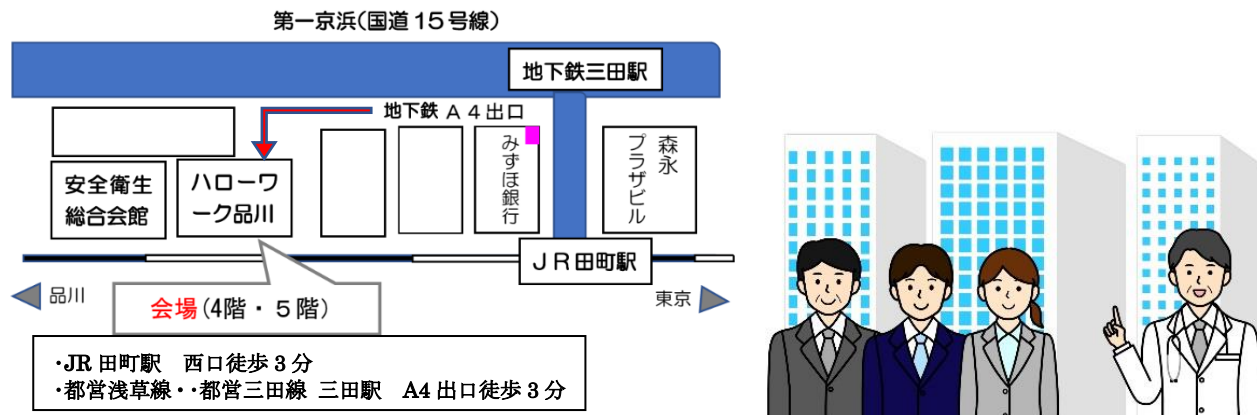 第一京浜(国道15号線)
地下鉄三田駅
地下鉄 A4出口
安全衛生
総合会館
ハローワ
ーク品川
みずほ銀行
森永
プラザビル
JR田町駅
品川
東京
会場(4階・5階)
・JR 田町駅 西口徒歩 3 分
・都営浅草線・・都営三田線 三田駅 A4 出口徒歩 3 分